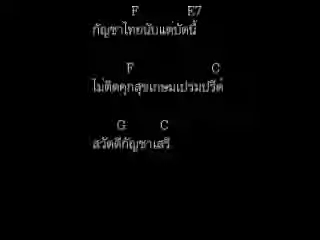 F E7
กัญชาไทยนับแต่บัดนี้
F C
ไม่ติดคุกสุขเกษมเปรมปรีด์
G C
สวัตดีกัญชาเสรี